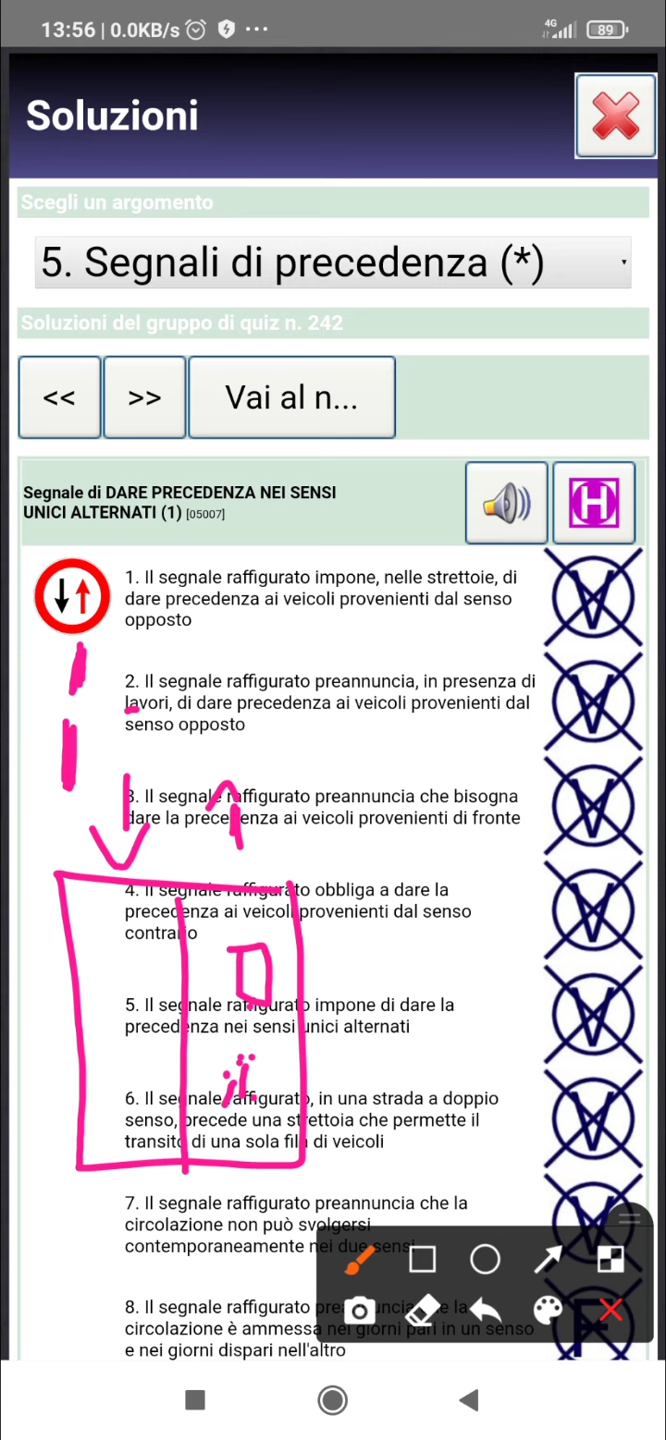 13:56 | 0.0KB/s
4G
89
Soluzioni
Scegli un argomento
5. Segnali di precedenza (*)
Soluzioni del gruppo di quiz n. 242
<<
>>
Vai al n...
Segnale di DARE PRECEDENZA NEI SENSI
UNICI ALTERNATI (1) [05007]
H
1. Il segnale raffigurato impone, nelle strettoie, di
dare precedenza ai veicoli provenienti dal senso
opposto
V
2. Il segnale raffigurato preannuncia, in presenza di
lavori, di dare precedenza ai veicoli provenienti dal
senso opposto
V
3. Il segnale raffigurato preannuncia che bisogna
dare la precedenza ai veicoli provenienti di fronte
V
4. Il segnale raffigurato obbliga a dare la
precedenza ai veicoli provenienti dal senso
contrario
V
5. Il segnale raffigurato impone di dare la
precedenza nei sensi unici alternati
V
6. Il segnale raffigurato, in una strada a doppio
senso, precede una strettoia che permette il
transito di una sola fila di veicoli
V
7. Il segnale raffigurato preannuncia che la
circolazione non può svolgersi
contemporaneamente nei due sensi
V
8. Il segnale raffigurato preannuncia che la
circolazione è ammessa nei giorni pari in un senso
e nei giorni dispari nell'altro
F